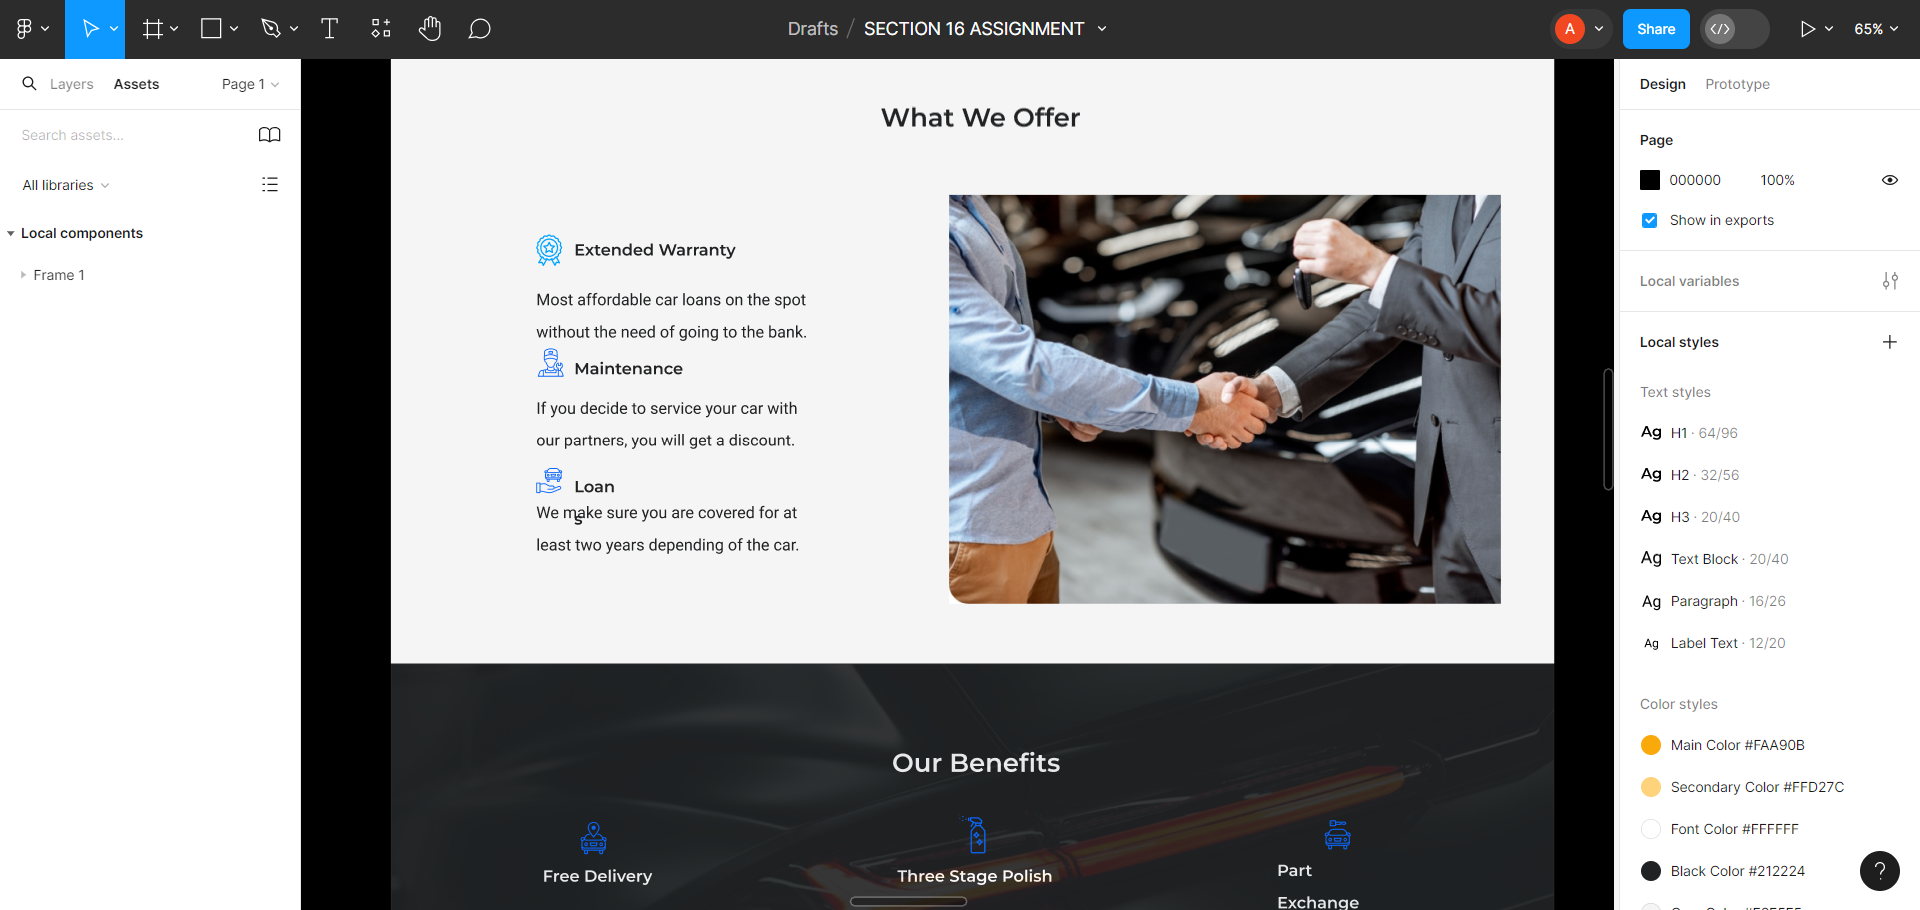 Drafts / SECTION 16 ASSIGNMENT
A
Share
65%
Layers Assets Page 1
Search assets...
All libraries
Local components
Frame 1
What We Offer
Extended Warranty
Most affordable car loans on the spot
without the need of going to the bank.
Maintenance
If you decide to service your car with
our partners, you will get a discount.
Loan
s
We make sure you are covered for at
least two years depending of the car.
Our Benefits
Free Delivery
Three Stage Polish
Part
Exchange
Design Prototype
Page
000000 100%
Show in exports
Local variables
Local styles
Text styles
Ag H1 · 64/96
Ag H2 · 32/56
Ag H3 · 20/40
Ag Text Block · 20/40
Ag Paragraph · 16/26
Ag Label Text · 12/20
Color styles
Main Color #FAA90B
Secondary Color #FFD27C
Font Color #FFFFFF
Black Color #212224
?